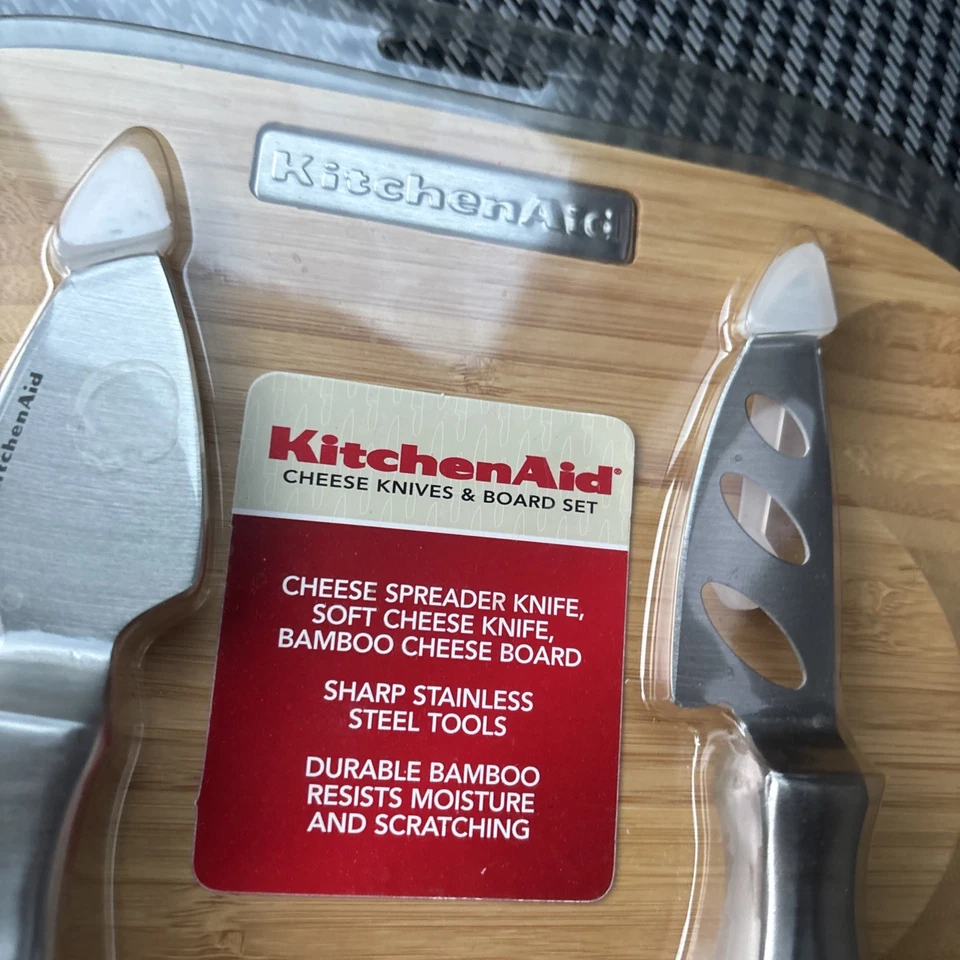 KitchenAid
KitchenAid
KitchenAid®
CHEESE KNIVES & BOARD SET
CHEESE SPREADER KNIFE,
SOFT CHEESE KNIFE,
BAMBOO CHEESE BOARD
SHARP STAINLESS
STEEL TOOLS
DURABLE BAMBOO
RESISTS MOISTURE
AND SCRATCHING